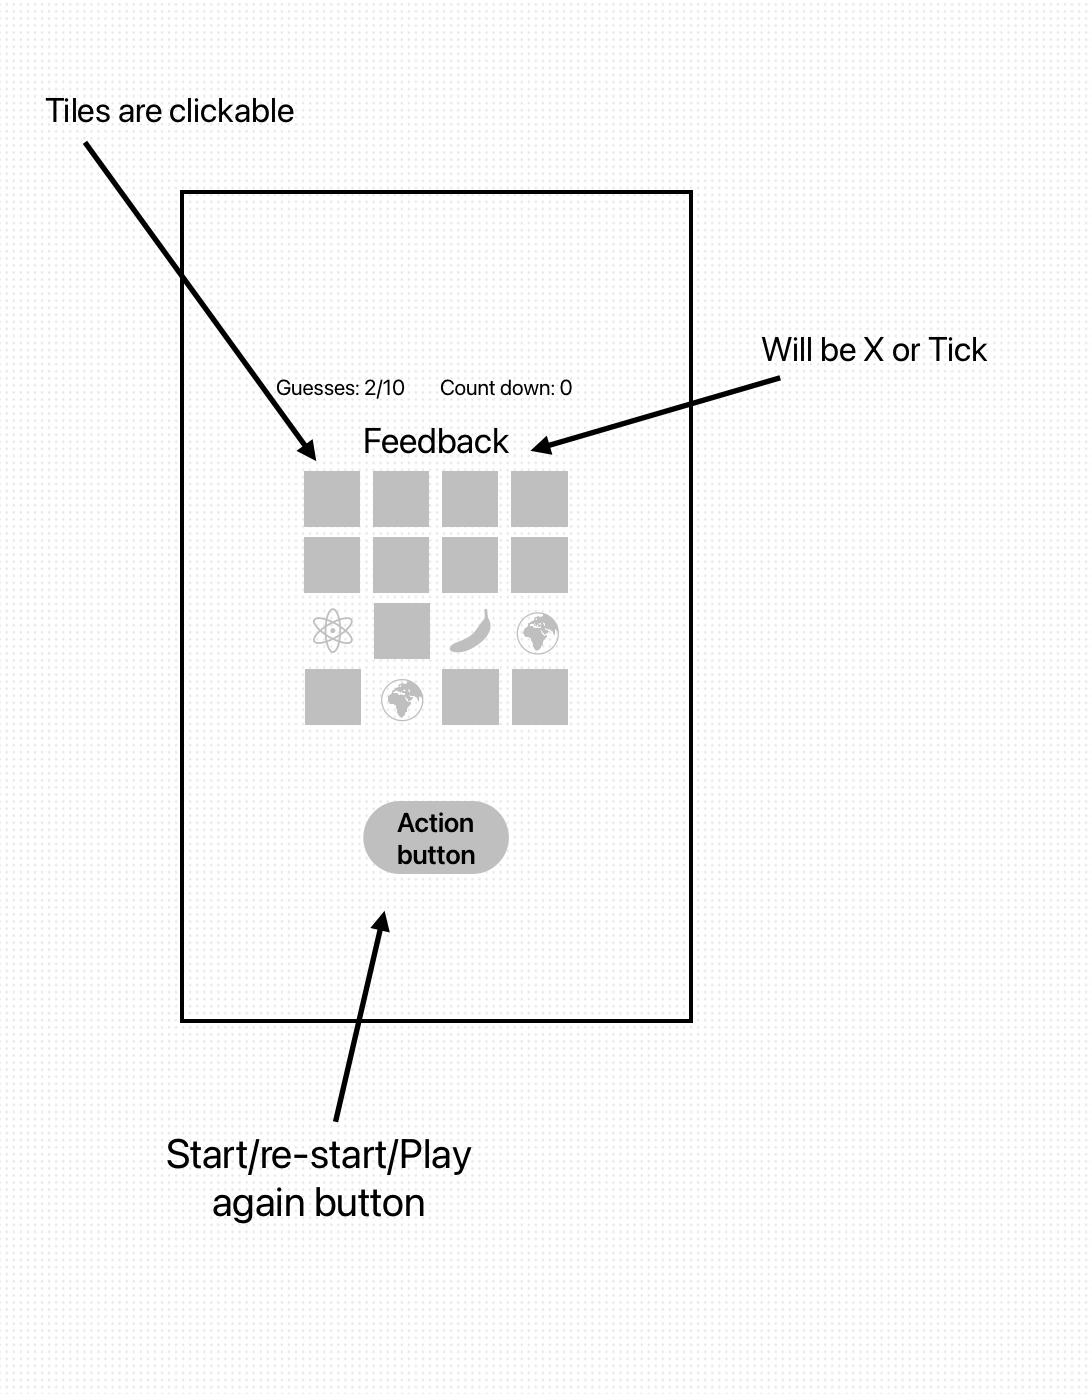 Tiles are clickable
Will be X or Tick
Guesses: 2/10 Count down: 0
Feedback
Action
button
Start/re-start/Play
again button